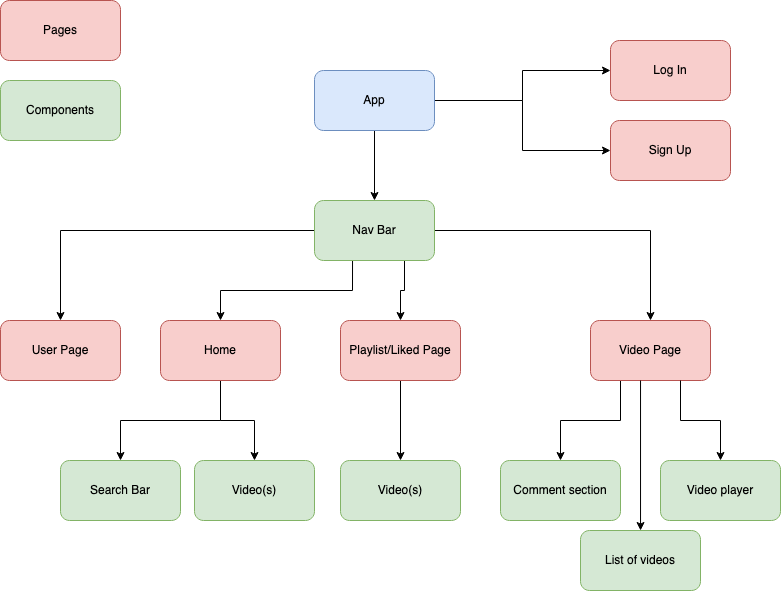 Pages
Components
App
Log In
Sign Up
Nav Bar
User Page
Home
Playlist/Liked Page
Video Page
Search Bar
Video(s)
Video(s)
Comment section
Video player
List of videos